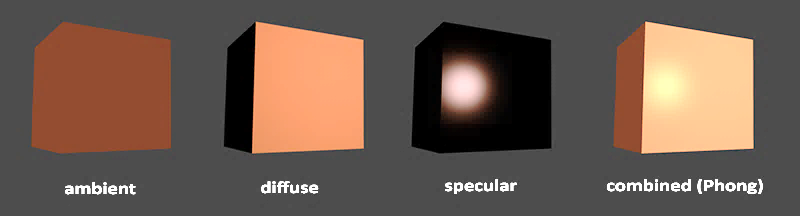 ambient
diffuse
specular
combined (Phong)